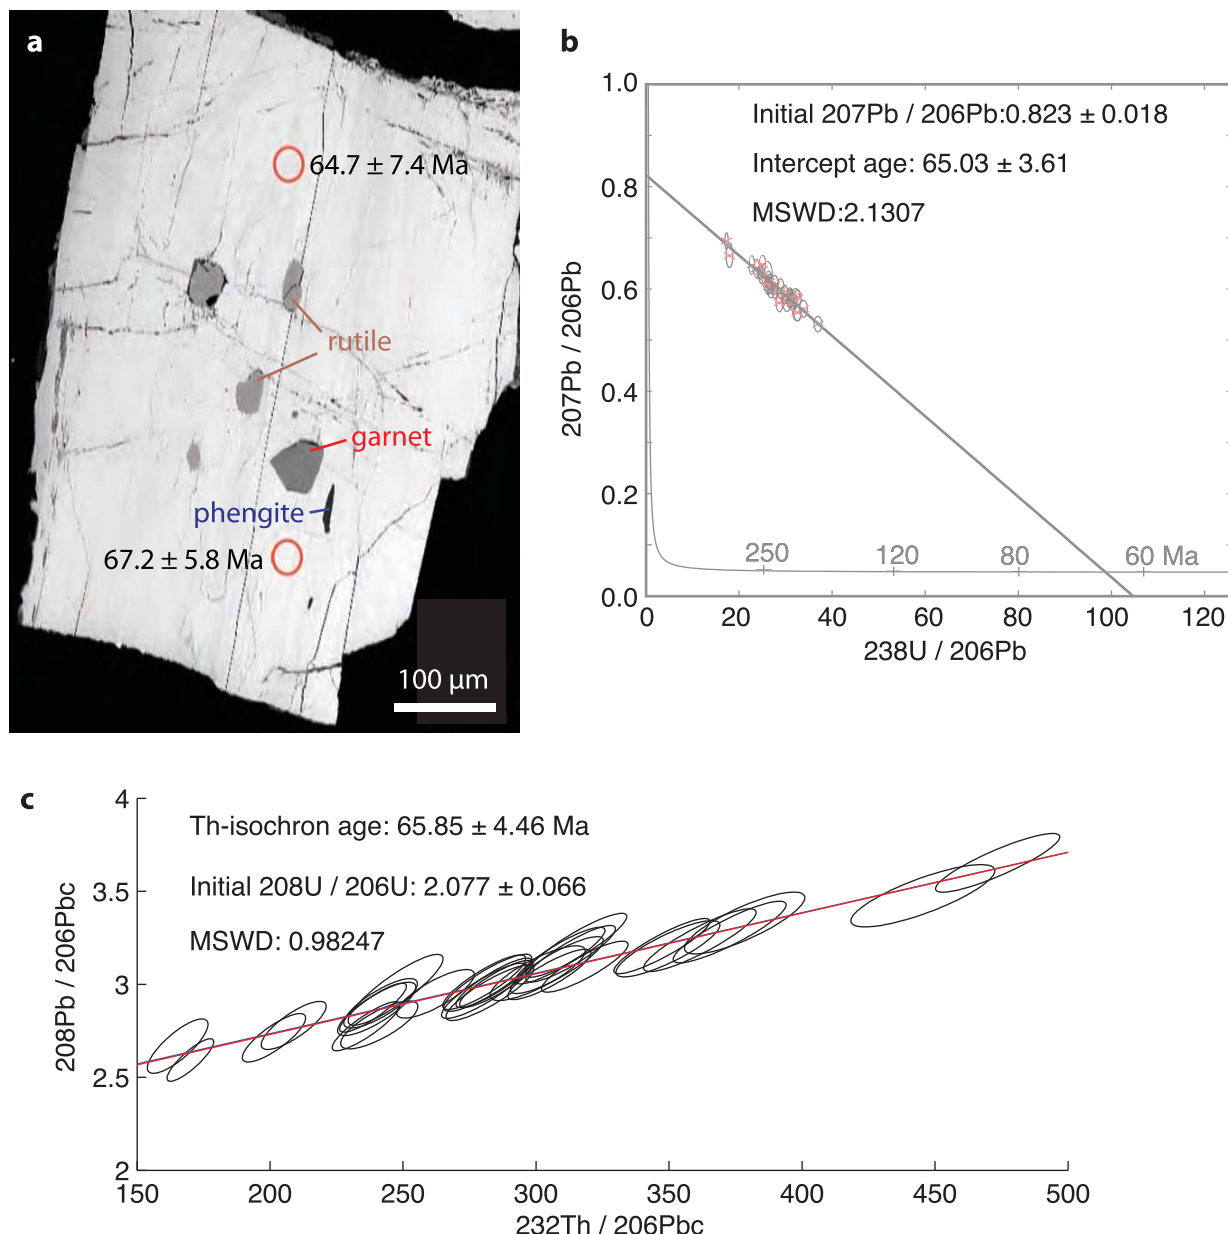 a
64.7 ± 7.4 Ma
rutile
garnet
phengite
67.2 ± 5.8 Ma
100 µm
b
1.0
0.8
0.6
0.4
0.2
0.0
207Pb / 206Pb
Initial 207Pb / 206Pb:0.823 ± 0.018
Intercept age: 65.03 ± 3.61
MSWD:2.1307
250
120
80
60 Ma
0
20
40
60
80
100
120
238U / 206Pb
c
4
3.5
3
2.5
2
208Pb / 206Pbc
Th-isochron age: 65.85 ± 4.46 Ma
Initial 208U / 206U: 2.077 ± 0.066
MSWD: 0.98247
150
200
250
300
350
400
450
500
232Th / 206Pbc